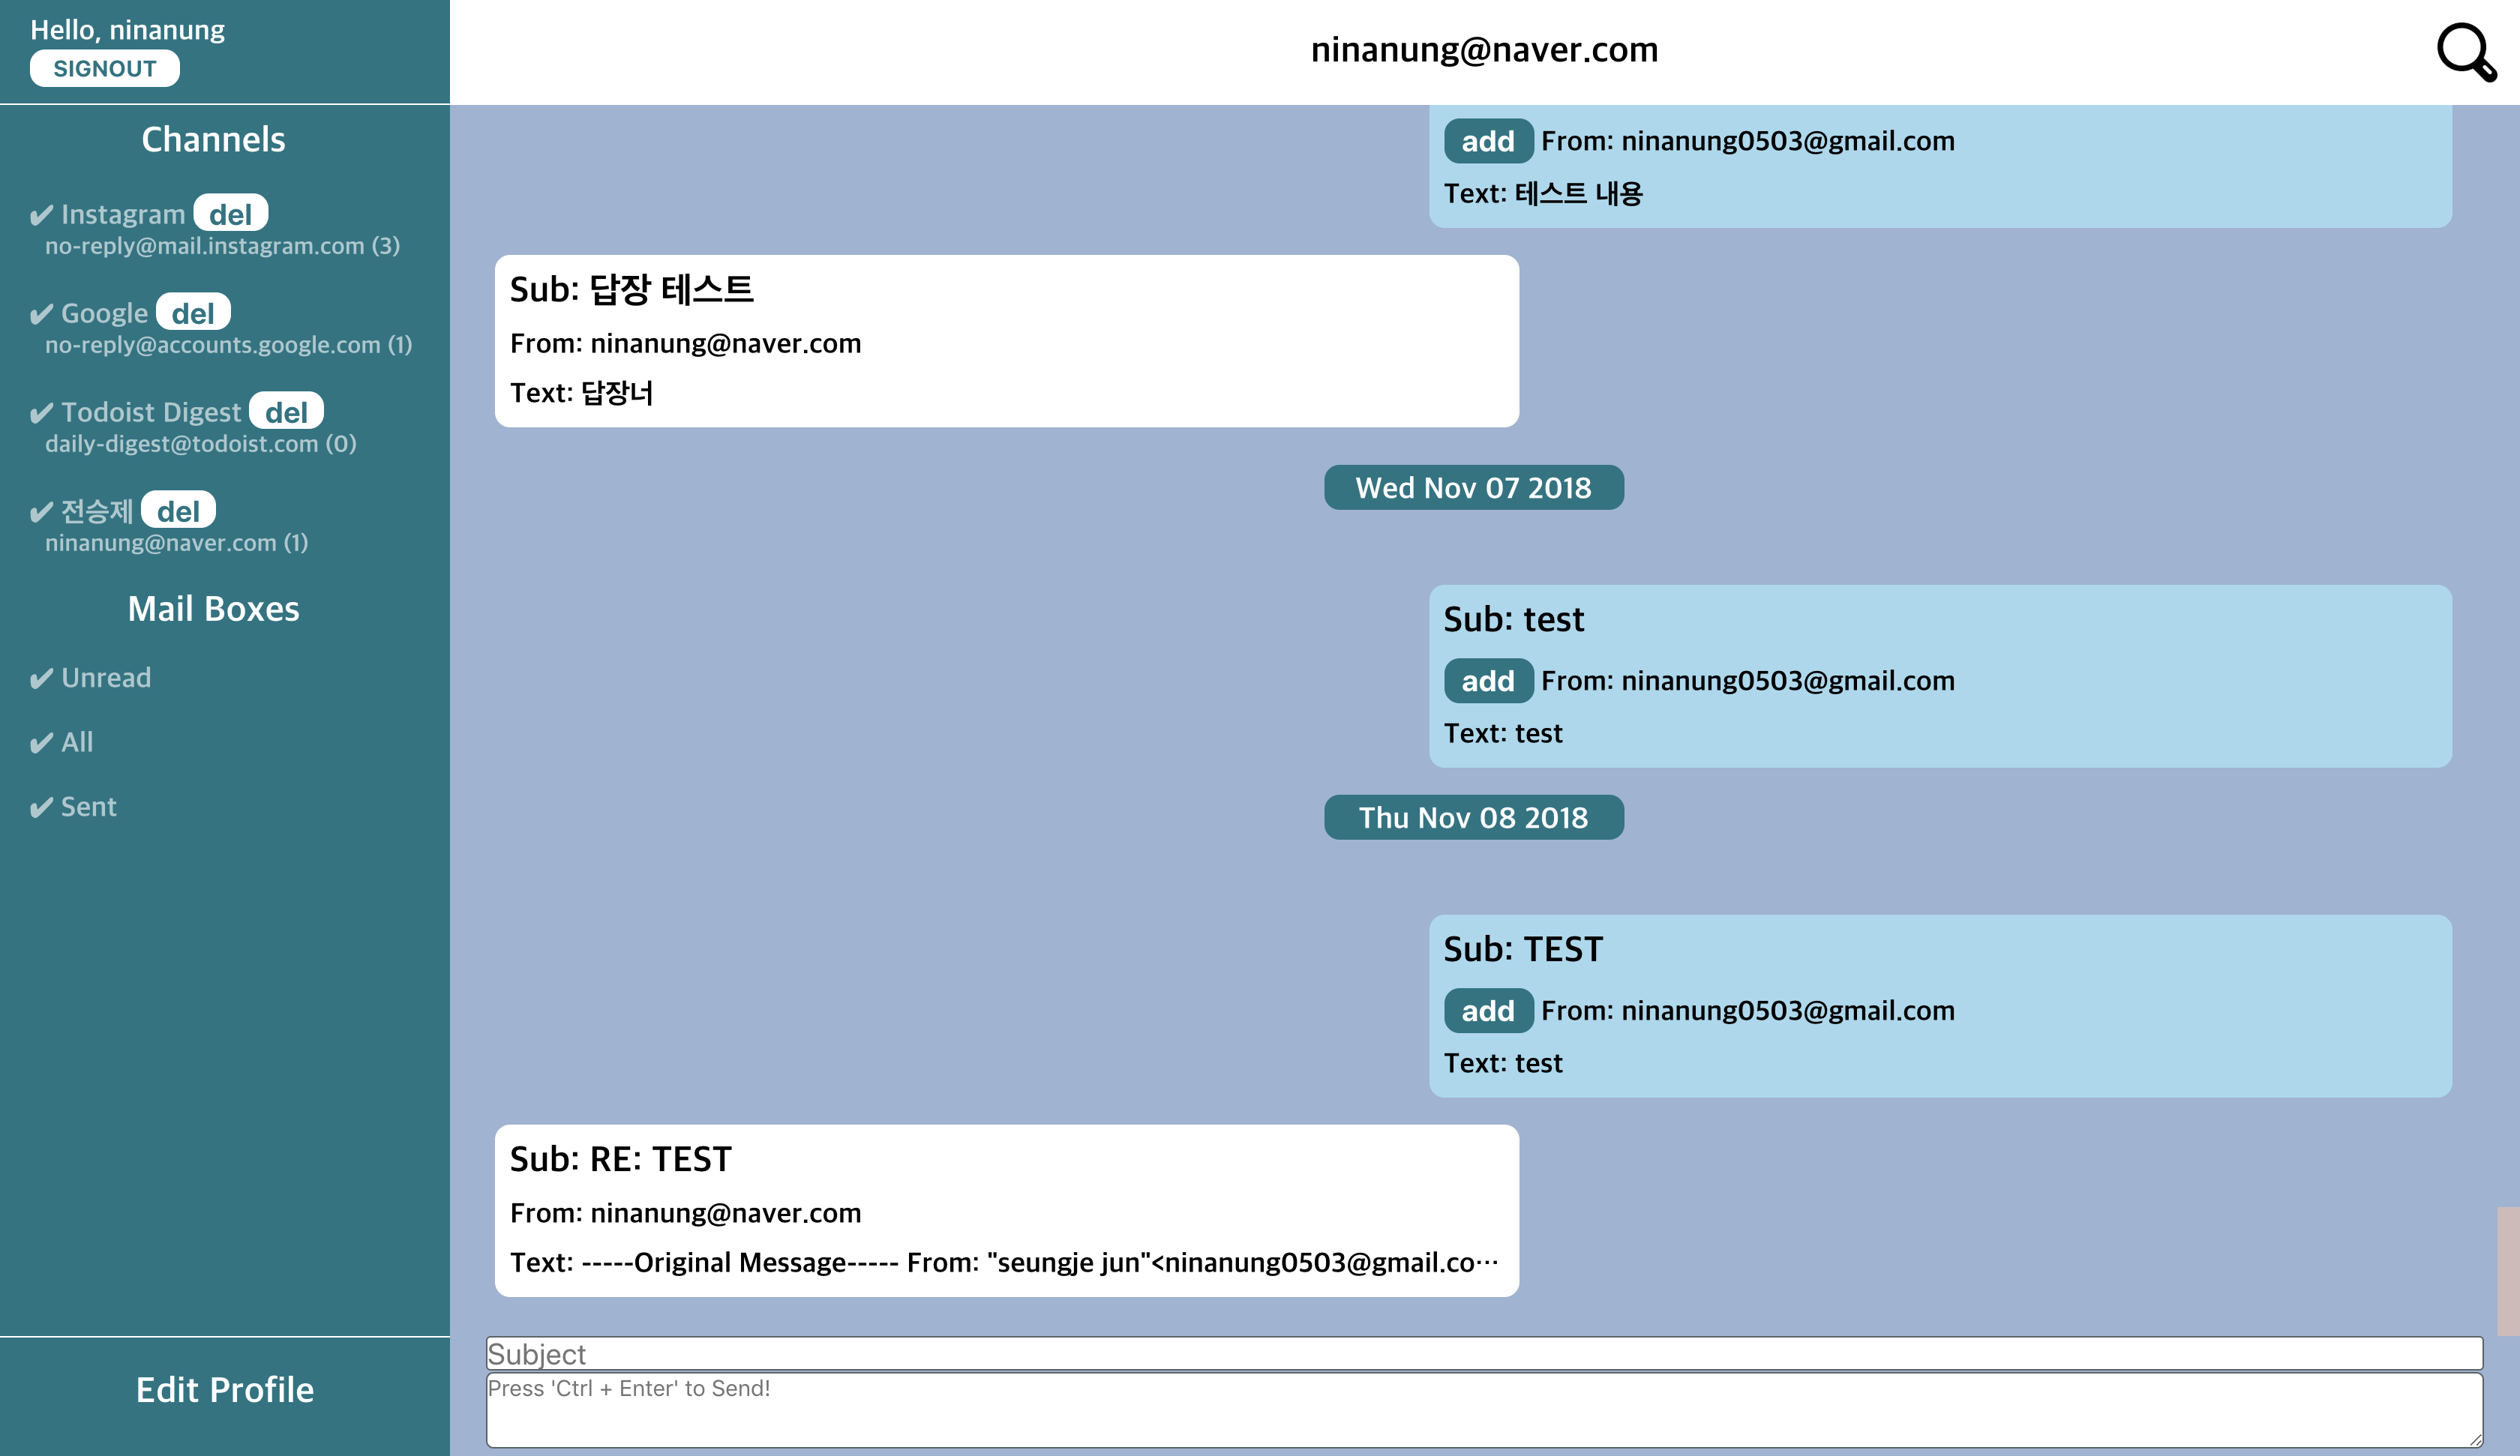 Hello, ninanung
SIGNOUT
Channels
✔ Instagram del
no-reply@mail.instagram.com (3)
✔ Google del
no-reply@accounts.google.com (1)
✔ Todoist Digest del
daily-digest@todoist.com (0)
✔ 전승제 del
ninanung@naver.com (1)
Mail Boxes
✔ Unread
✔ All
✔ Sent
Edit Profile
ninanung@naver.com
add From: ninanung0503@gmail.com
Text: 테스트 내용
Sub: 답장 테스트
From: ninanung@naver.com
Text: 답장너
Wed Nov 07 2018
Sub: test
add From: ninanung0503@gmail.com
Text: test
Thu Nov 08 2018
Sub: TEST
add From: ninanung0503@gmail.com
Text: test
Sub: RE: TEST
From: ninanung@naver.com
Text: -----Original Message----- From: "seungje jun"<ninanung0503@gmail.co…
Subject
Press 'Ctrl + Enter' to Send!